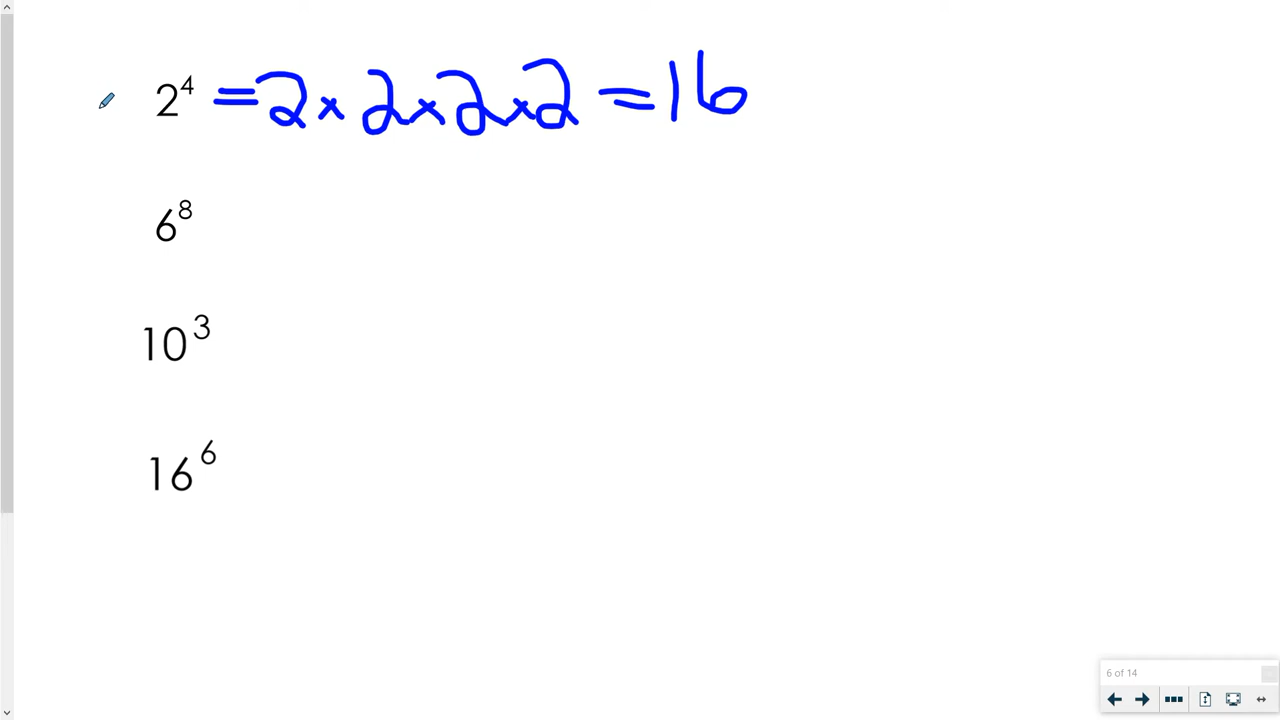 2⁴ = 2 × 2 × 2 × 2 = 16
6⁸
10³
16⁶
6 of 14